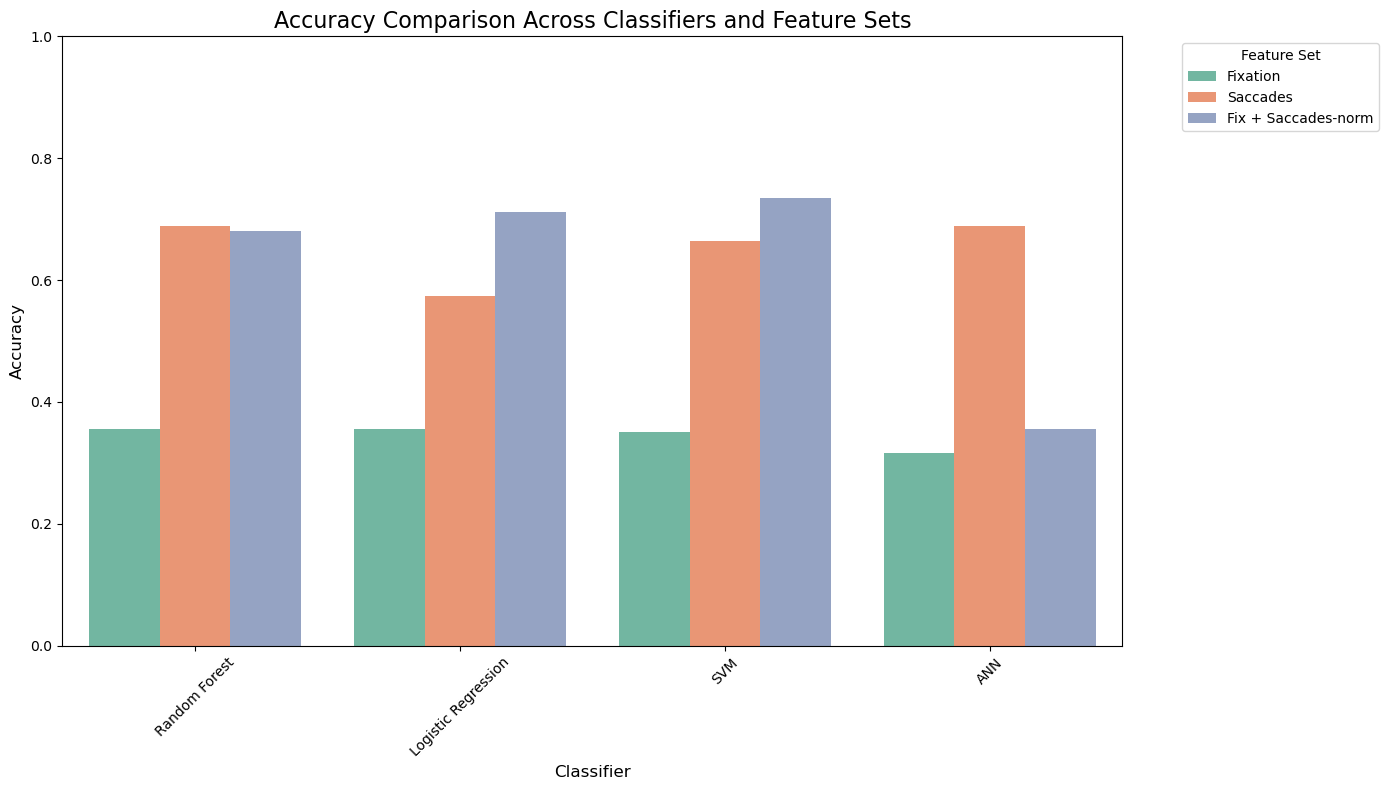 Accuracy Comparison Across Classifiers and Feature Sets
Feature Set
Fixation
Saccades
Fix + Saccades-norm
Accuracy
1.0
0.8
0.6
0.4
0.2
0.0
Random Forest
Logistic Regression
SVM
ANN
Classifier